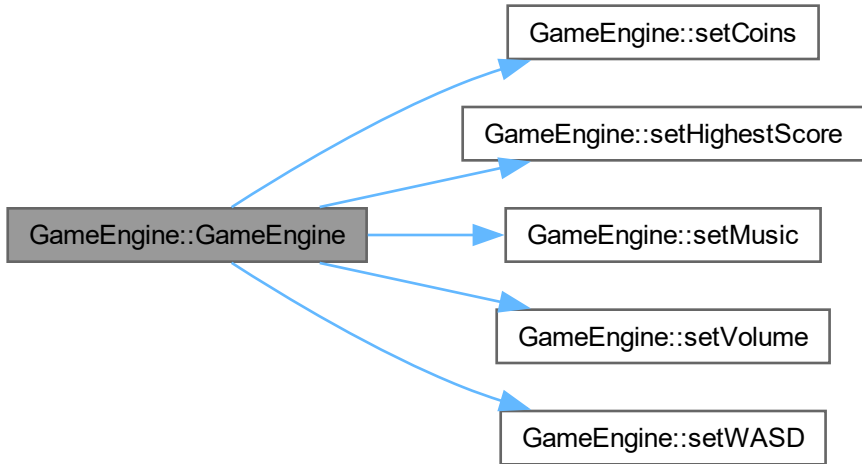 GameEngine::setCoins
GameEngine::setHighestScore
GameEngine::GameEngine
GameEngine::setMusic
GameEngine::setVolume
GameEngine::setWASD